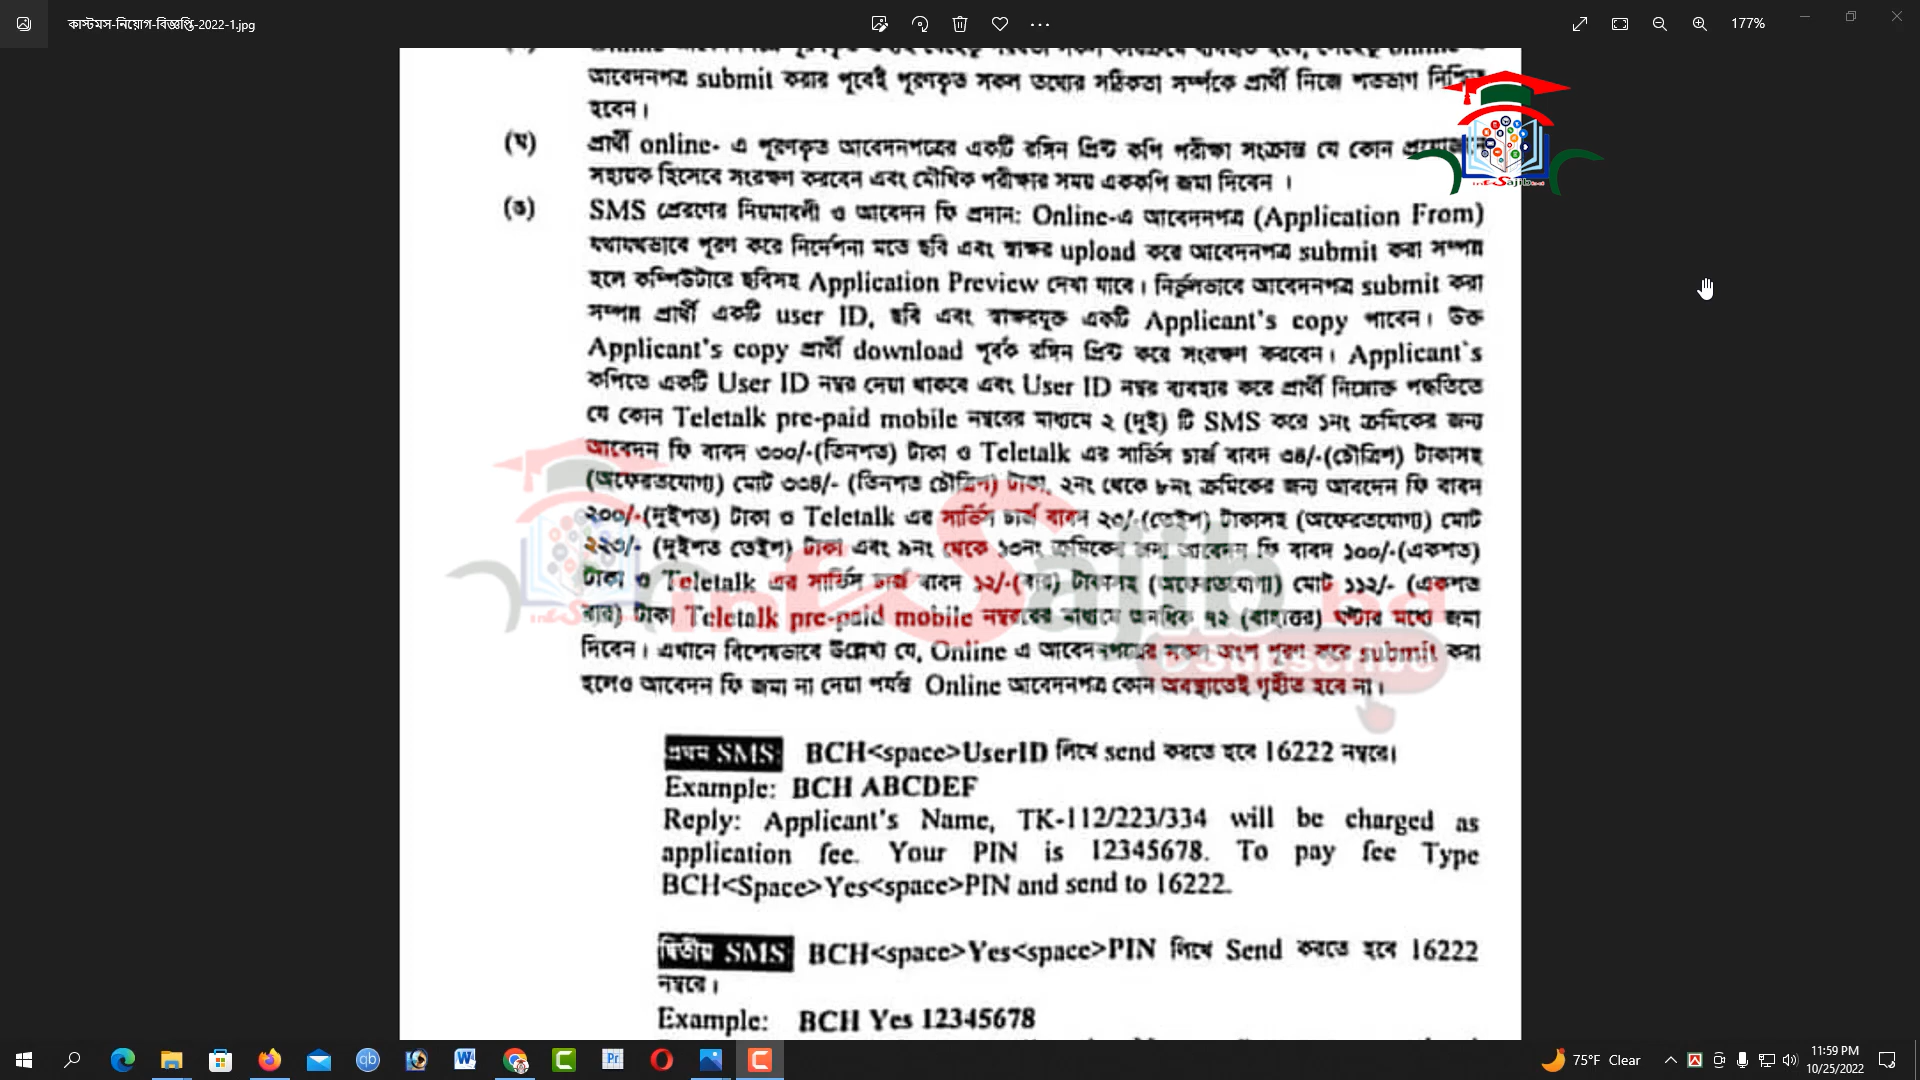 কাস্টমস-নিয়োগ-বিজ্ঞপ্তি-2022-1.jpg
177%
আবেদনপত্র submit করার পূর্বেই পূরণকৃত সকল তথ্যের সঠিকতা সম্পর্কে প্রার্থী নিজে শতভাগ
হবেন।
(ঘ) প্রার্থী online- এ পূরণকৃত আবেদনপত্রের একটি রঙ্গিন প্রিন্ট কপি পরীক্ষা সংক্রান্ত যে কোন
সহায়ক হিসেবে সংরক্ষণ করবেন এবং মৌখিক পরীক্ষার সময় এককপি জমা দিবেন ।
(ঙ) SMS প্রেরণের নিয়মাবলী ও আবেদন ফি প্রদান: Online-এ আবেদনপত্র (Application From)
যথাযথভাবে পূরণ করে নির্দেশনা মতে ছবি এবং স্বাক্ষর upload করে আবেদনপত্র submit করা সম্পন্ন
হলে কম্পিউটারে ছবিসহ Application Preview দেখা যাবে। নির্ভুলভাবে আবেদনপত্র submit করা
সম্পন্ন প্রার্থী একটি user ID, ছবি এবং স্বাক্ষরযুক্ত একটি Applicant's copy পাবেন। উক্ত
Applicant's copy প্রার্থী download পূর্বক রঙ্গিন প্রিন্ট করে সংরক্ষণ করবেন। Applicant`s
কপিতে একটি User ID নম্বর দেয়া থাকবে এবং User ID নম্বর ব্যবহার করে প্রার্থী নিম্নোক্ত পদ্ধতিতে
যে কোন Teletalk pre-paid mobile নম্বরের মাধ্যমে ২ (দুই) টি SMS করে ১নং ক্রমিকের জন্য
আবেদন ফি বাবদ ৩০০/-(তিনশত) টাকা ও Teletalk এর সার্ভিস চার্জ বাবদ ৩৪/-(চৌত্রিশ) টাকাসহ
(অফেরতযোগ্য) মোট ৩৩৪/- (তিনশত চৌত্রিশ) টাকা, ২নং থেকে ৮নং ক্রমিকের জন্য আবদেন ফি বাবদ
২০০/-(দুইশত) টাকা ও Teletalk এর সার্ভিস চার্জ বাবদ ২৩/-(তেইশ) টাকাসহ (অফেরতযোগ্য) মোট
২২৩/- (দুইশত তেইশ) টাকা এবং ৯নং থেকে ১৩নং ক্রমিকের জন্য আবেদন ফি বাবদ ১০০/-(একশত)
টাকা ও Teletalk এর সার্ভিস চার্জ বাবদ ১২/-(বার) টাকাসহ (অফেরতযোগ্য) মোট ১১২/- (একশত
বার) টাকা Teletalk pre-paid mobile নম্বরের মাধ্যমে অনধিক ৭২ (বাহাত্তর) ঘন্টার মধ্যে জমা
দিবেন। এখানে বিশেষভাবে উল্লেখ্য যে, Online এ আবেদনপত্রের সকল অংশ পূরণ করে submit করা
হলেও আবেদন ফি জমা না দেয়া পর্যন্ত Online আবেদনপত্র কোন অবস্থাতেই গৃহীত হবে না।
প্রথম SMS: BCH<space>UserID লিখে send করতে হবে 16222 নম্বরে।
Example: BCH ABCDEF
Reply: Applicant's Name, TK-112/223/334 will be charged as
application fee. Your PIN is 12345678. To pay fee Type
BCH<Space>Yes<space>PIN and send to 16222.
দ্বিতীয় SMS: BCH<space>Yes<space>PIN লিখে Send করতে হবে 16222
নম্বরে।
Example: BCH Yes 12345678
infoSajib bd
Subscribe
75°F Clear
11:59 PM
10/25/2022